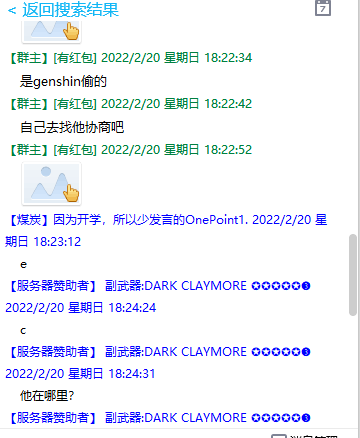 < 返回搜索结果
7
【群主】[有红包] 2022/2/20 星期日 18:22:34
是genshin偷的
【群主】[有红包] 2022/2/20 星期日 18:22:42
自己去找他协商吧
【群主】[有红包] 2022/2/20 星期日 18:22:52
【煤炭】因为开学，所以少发言的OnePoint1. 2022/2/20 星
期日 18:23:12
e
【服务器赞助者】 副武器:DARK CLAYMORE ✪✪✪✪✪➌
2022/2/20 星期日 18:24:24
c
【服务器赞助者】 副武器:DARK CLAYMORE ✪✪✪✪✪➌
2022/2/20 星期日 18:24:31
他在哪里?
【服务器赞助者】 副武器:DARK CLAYMORE ✪✪✪✪✪➌